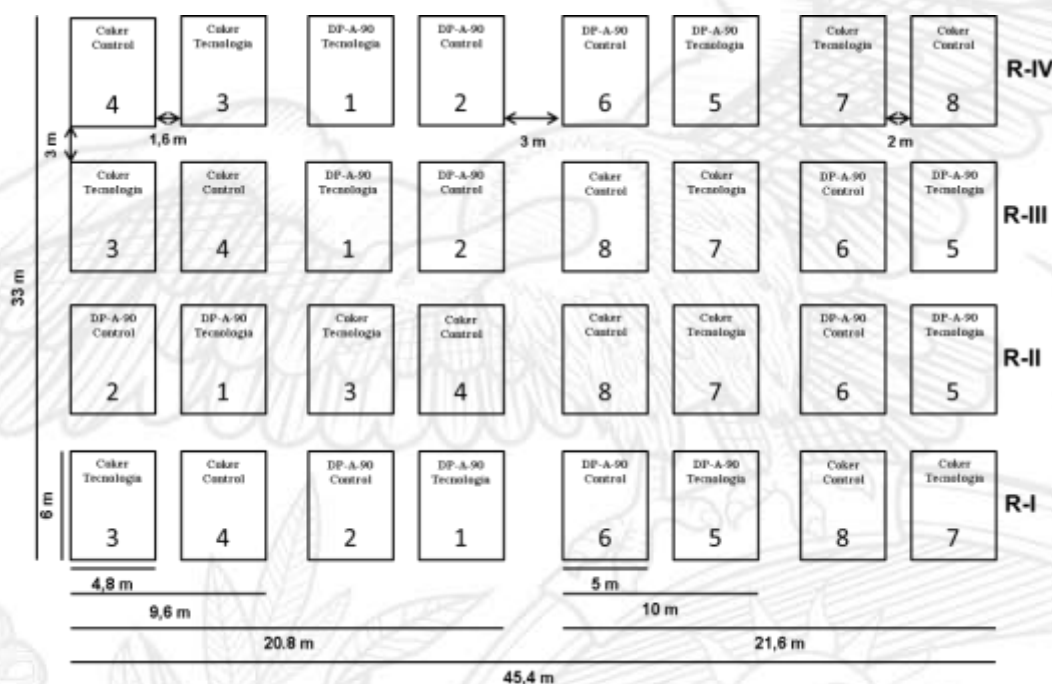 Coker
Control
4
Coker
Tecnologia
3
DP-A-90
Tecnologia
1
DP-A-90
Control
2
DP-A-90
Control
6
DP-A-90
Tecnologia
5
Coker
Tecnologia
7
Coker
Control
8
R-IV
3 m
1,6 m
3 m
2 m
Coker
Tecnologia
3
Coker
Control
4
DP-A-90
Tecnologia
1
DP-A-90
Control
2
Coker
Control
8
Coker
Tecnologia
7
DP-A-90
Control
6
DP-A-90
Tecnologia
5
R-III
33 m
DP-A-90
Control
2
DP-A-90
Tecnologia
1
Coker
Tecnologia
3
Coker
Control
4
Coker
Control
8
Coker
Tecnologia
7
DP-A-90
Control
6
DP-A-90
Tecnologia
5
R-II
6 m
Coker
Tecnologia
3
Coker
Control
4
DP-A-90
Control
2
DP-A-90
Tecnologia
1
DP-A-90
Control
6
DP-A-90
Tecnologia
5
Coker
Control
8
Coker
Tecnologia
7
R-I
4,8 m
5 m
9,6 m
10 m
20.8 m
21,6 m
45,4 m